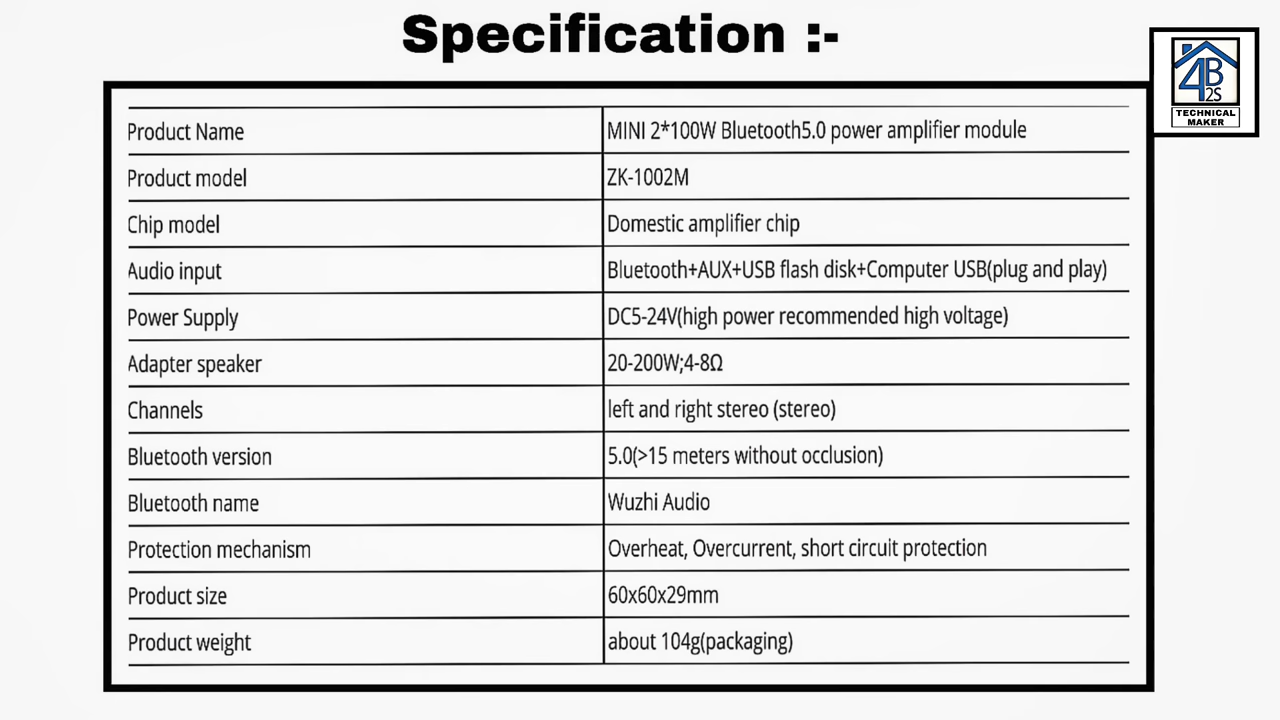 Specification :-
4B
2S
TECHNICAL
MAKER
Product Name MINI 2*100W Bluetooth5.0 power amplifier module
Product model ZK-1002M
Chip model Domestic amplifier chip
Audio input Bluetooth+AUX+USB flash disk+Computer USB(plug and play)
Power Supply DC5-24V(high power recommended high voltage)
Adapter speaker 20-200W;4-8Ω
Channels left and right stereo (stereo)
Bluetooth version 5.0(>15 meters without occlusion)
Bluetooth name Wuzhi Audio
Protection mechanism Overheat, Overcurrent, short circuit protection
Product size 60x60x29mm
Product weight about 104g(packaging)